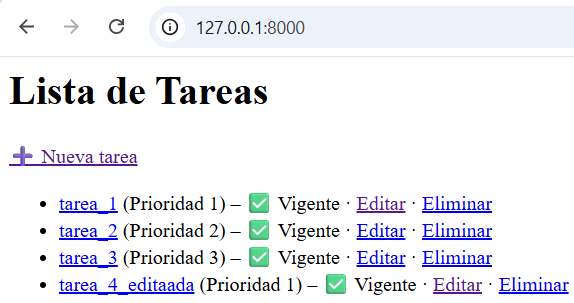 127.0.0.1:8000
Lista de Tareas
➕ Nueva tarea
• tarea_1 (Prioridad 1) – ✅ Vigente · Editar · Eliminar
• tarea_2 (Prioridad 2) – ✅ Vigente · Editar · Eliminar
• tarea_3 (Prioridad 3) – ✅ Vigente · Editar · Eliminar
• tarea_4_editaada (Prioridad 1) – ✅ Vigente · Editar · Eliminar